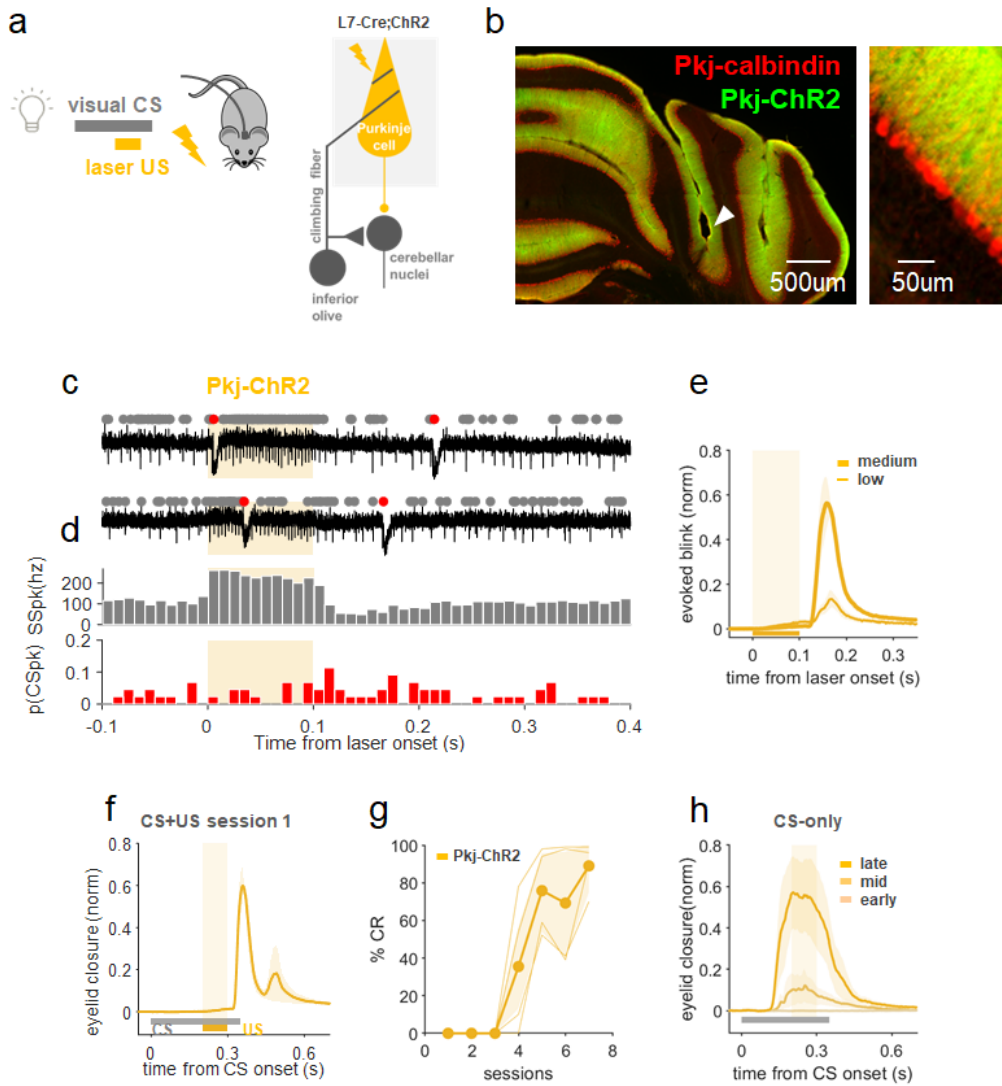 a
L7-Cre;ChR2
visual CS
laser US
Purkinje
cell
climbing fiber
cerebellar
nuclei
inferior
olive
b
Pkj-calbindin
Pkj-ChR2
500um
50um
c
Pkj-ChR2
d
SSpk(hz)
200
100
0
p(CSpk)
0.2
0.1
0
-0.1
0
0.1
0.2
0.3
0.4
Time from laser onset (s)
e
medium
low
evoked blink (norm)
0.8
0.6
0.4
0.2
0
0
0.1
0.2
0.3
time from laser onset (s)
f
CS+US session 1
eyelid closure(norm)
0.8
0.6
0.4
0.2
0
CS
US
0
0.3
0.6
time from CS onset (s)
g
Pkj-ChR2
% CR
100
80
60
40
20
0
0
2
4
6
8
sessions
h
CS-only
late
mid
early
eyelid closure(norm)
0.8
0.6
0.4
0.2
0
0
0.3
0.6
time from CS onset (s)